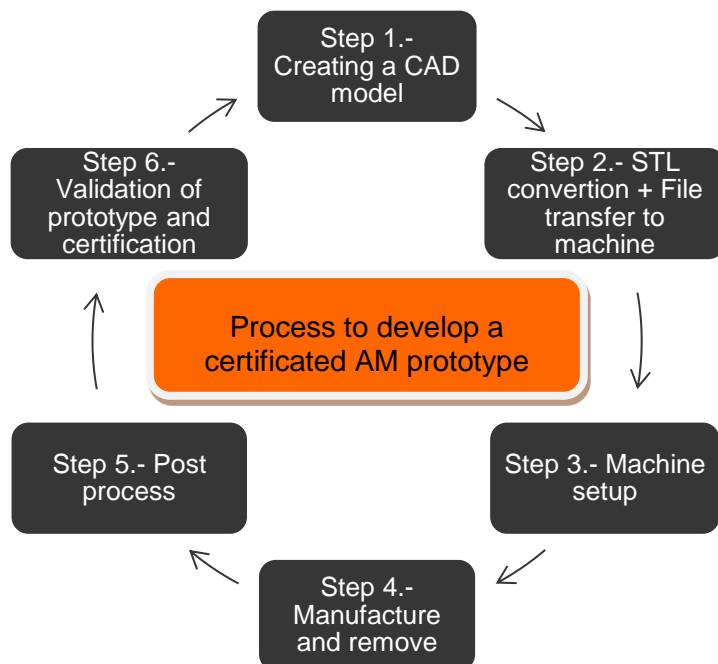 Step 1.-
Creating a CAD
model
Step 2.- STL
convertion + File
transfer to
machine
Step 3.- Machine
setup
Step 4.-
Manufacture
and remove
Step 5.- Post
process
Step 6.-
Validation of
prototype and
certification
Process to develop a
certificated AM prototype